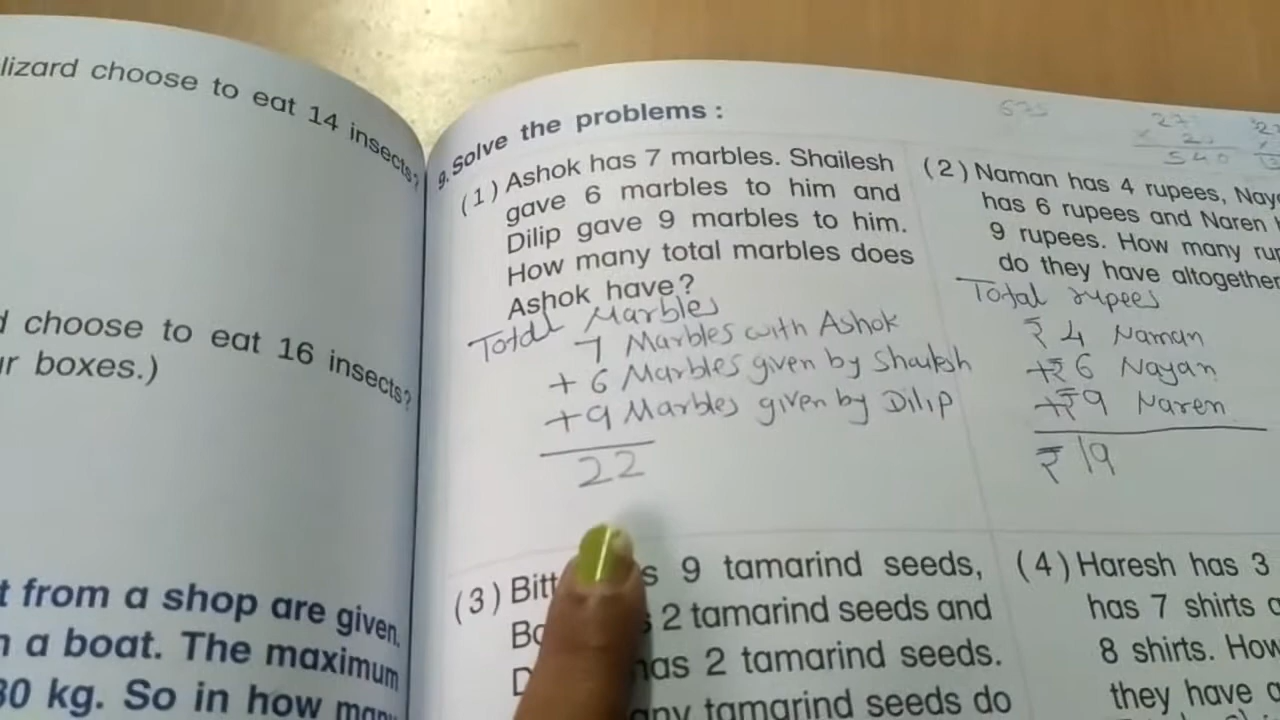 lizard choose to eat 14 insects?
choose to eat 16 insects?
boxes.)
from a shop are given.
a boat. The maximum
kg. So in how
9. Solve the problems :
(1) Ashok has 7 marbles. Shailesh
gave 6 marbles to him and
Dilip gave 9 marbles to him.
How many total marbles does
Ashok have?
Total Marbles
7 Marbles with Ashok
+ 6 Marbles given by Shailesh
+9 Marbles given by Dilip
22
(2) Naman has 4 rupees,
has 6 rupees and Naren
9 rupees. How many
do they have altogether
Total rupees
₹ 4 Naman
+₹ 6 Nayan
+₹9 Naren
₹ 19
675
540
(3) 9 tamarind seeds,
2 tamarind seeds and
has 2 tamarind seeds.
tamarind seeds do
(4) Haresh has 3
has 7 shirts
8 shirts.
they have